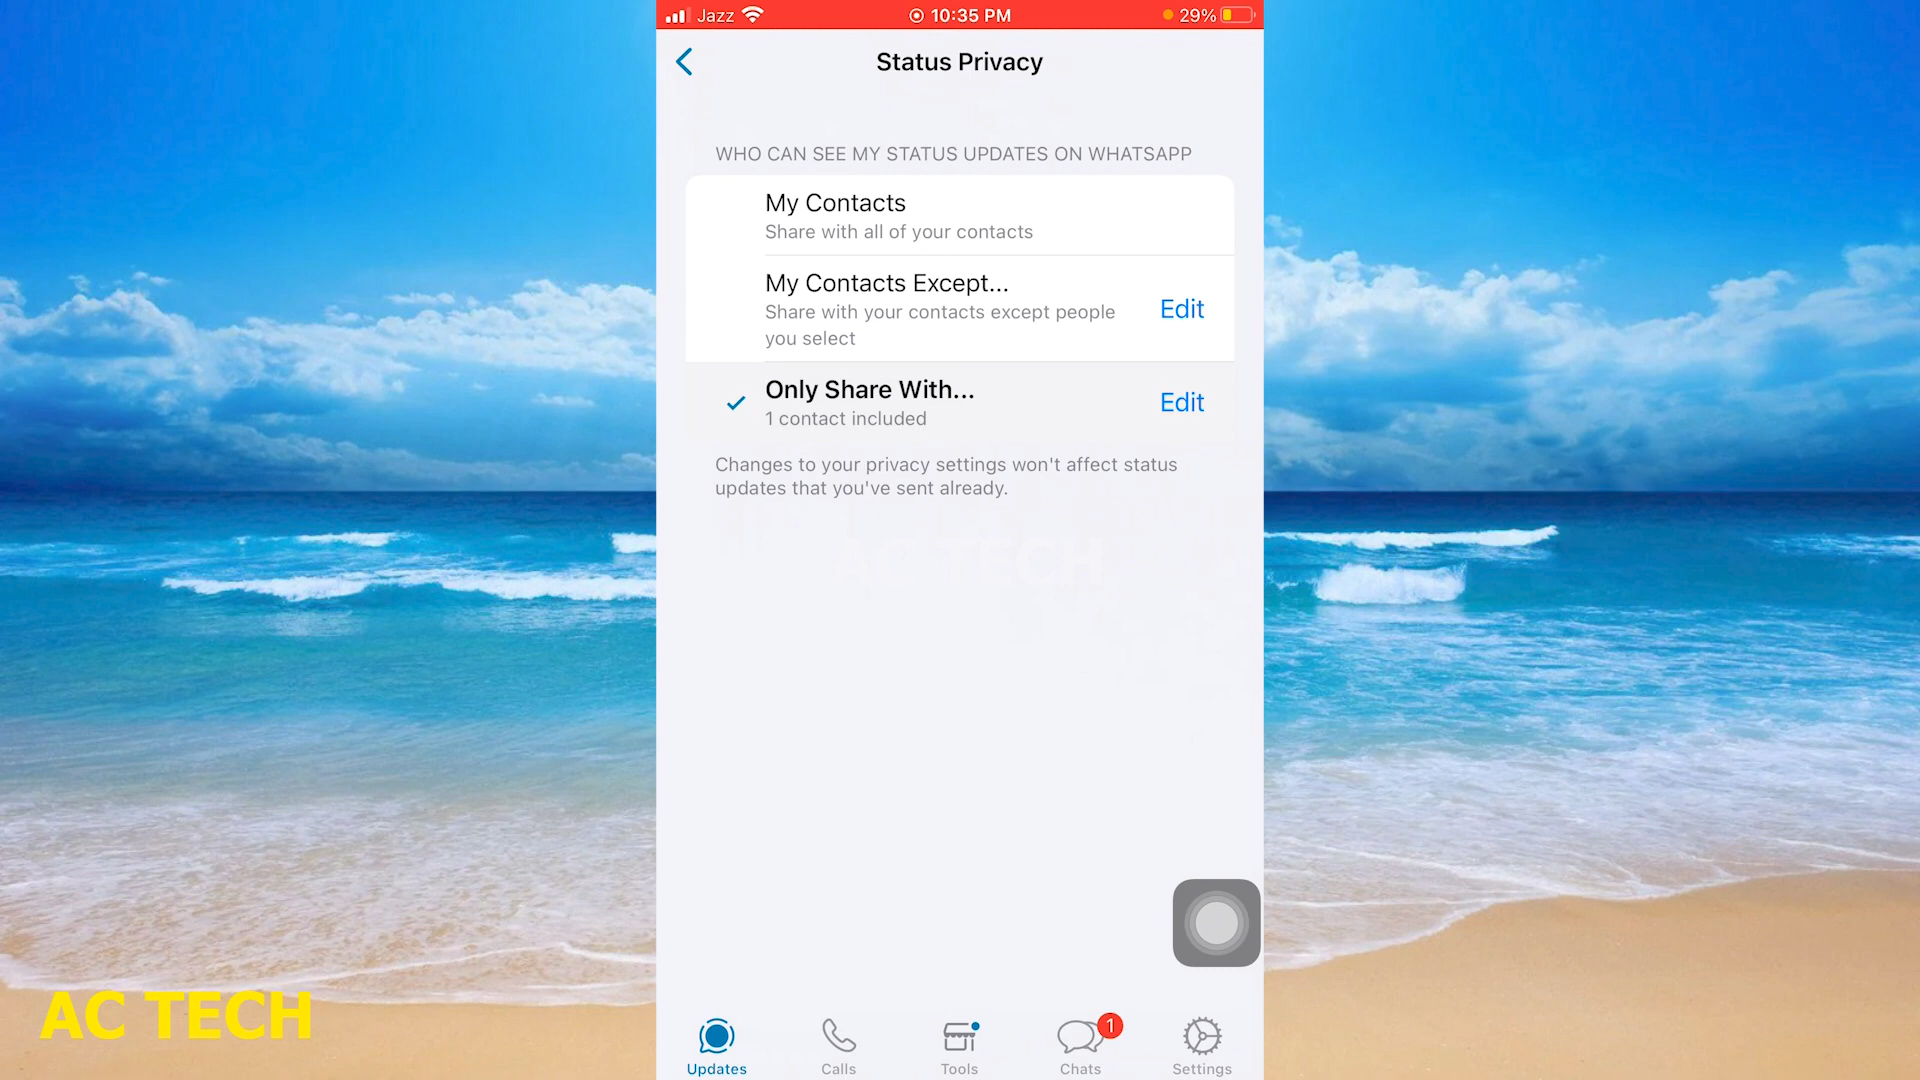 Jazz 10:35 PM 29%
Status Privacy
WHO CAN SEE MY STATUS UPDATES ON WHATSAPP
My Contacts
Share with all of your contacts
My Contacts Except...
Share with your contacts except people
you select
Edit
Only Share With...
1 contact included
Edit
Changes to your privacy settings won't affect status
updates that you've sent already.
AC TECH
AC TECH
1
Updates Calls Tools Chats Settings